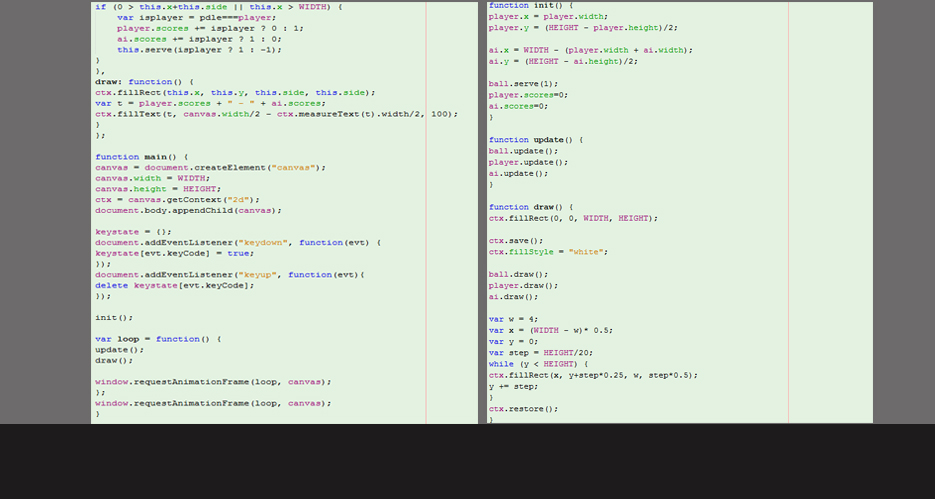 if (0 > this.x+this.side || this.x > WIDTH) {
var isplayer = pdle===player;
player.scores += isplayer ? 0 : 1;
ai.scores += isplayer ? 1 : 0;
this.serve(isplayer ? 1 : -1);
}
},
draw: function() {
ctx.fillRect(this.x, this.y, this.side, this.side);
var t = player.scores + " - " + ai.scores;
ctx.fillText(t, canvas.width/2 - ctx.measureText(t).width/2, 100);
}
};
function main() {
canvas = document.createElement("canvas");
canvas.width = WIDTH;
canvas.height = HEIGHT;
ctx = canvas.getContext("2d");
document.body.appendChild(canvas);
keystate = {};
document.addEventListener("keydown", function(evt) {
keystate[evt.keyCode] = true;
});
document.addEventListener("keyup", function(evt){
delete keystate[evt.keyCode];
});
init();
var loop = function() {
update();
draw();
window.requestAnimationFrame(loop, canvas);
};
window.requestAnimationFrame(loop, canvas);
}
function init() {
player.x = player.width;
player.y = (HEIGHT - player.height)/2;
ai.x = WIDTH - (player.width + ai.width);
ai.y = (HEIGHT - ai.height)/2;
ball.serve(1);
player.scores=0;
ai.scores=0;
}
function update() {
ball.update();
player.update();
ai.update();
}
function draw() {
ctx.fillRect(0, 0, WIDTH, HEIGHT);
ctx.save();
ctx.fillStyle = "white";
ball.draw();
player.draw();
ai.draw();
var w = 4;
var x = (WIDTH - w)* 0.5;
var y = 0;
var step = HEIGHT/20;
while (y < HEIGHT) {
ctx.fillRect(x, y+step*0.25, w, step*0.5);
y += step;
}
ctx.restore();
}